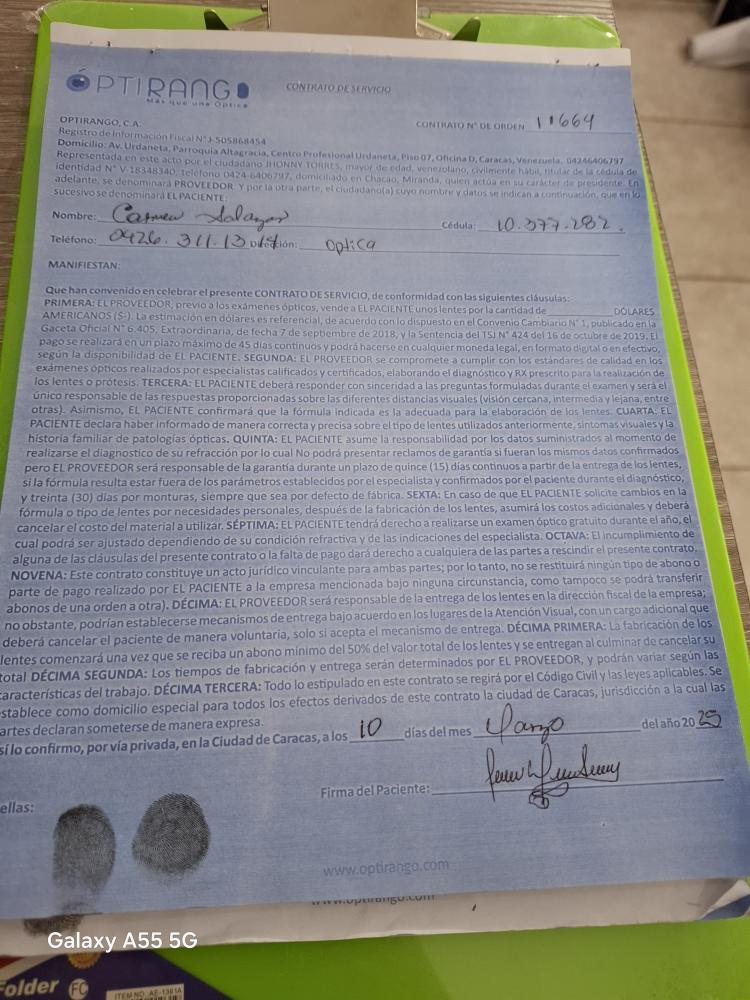 ÓPTIRANGO
Más que una Óptica
CONTRATO DE SERVICIO
OPTIRANGO, C.A.
CONTRATO N° DE ORDEN 11664
Registro de Información Fiscal N°J-505868454
Domicilio: Av. Urdaneta, Parroquia Altagracia, Centro Profesional Urdaneta, Piso 07, Oficina D, Caracas, Venezuela. 04246406797
Representada en este acto por el ciudadano JHONNY TORRES, mayor de edad, venezolano, civilmente hábil, titular de la cédula de
identidad N° V-18348340, teléfono 0424-6406797, domiciliado en Chacao, Miranda, quien actúa en su carácter de presidente. En
adelante, se denominará PROVEEDOR y por la otra parte, el ciudadano(a) cuyo nombre y datos se indican a continuación, que en lo
sucesivo se denominará EL PACIENTE:
Nombre: Carmen Salazar Cédula: 10.377.282.
Teléfono: 0426.311.13 Dirección: Optica
MANIFIESTAN:
Que han convenido en celebrar el presente CONTRATO DE SERVICIO, de conformidad con las siguientes cláusulas:
PRIMERA: EL PROVEEDOR, previo a los exámenes ópticos, vende a EL PACIENTE unos lentes por la cantidad de DÓLARES
AMERICANOS ($-). La estimación en dólares es referencial, de acuerdo con lo dispuesto en el Convenio Cambiario N° 1, publicado en la
Gaceta Oficial N° 6.405, Extraordinaria, de fecha 7 de septiembre de 2018, y la sentencia del TSJ N° 424 del 16 de octubre de 2019. El
pago se realizará en un plazo máximo de 45 días continuos y podrá hacerse en cualquier moneda legal, en formato digital o en efectivo,
según la disponibilidad de EL PACIENTE. SEGUNDA: EL PROVEEDOR se compromete a cumplir con los estándares de calidad en los
exámenes ópticos realizados por especialistas calificados y certificados, elaborando el diagnóstico y RX prescrito para la realización de
los lentes o prótesis. TERCERA: EL PACIENTE deberá responder con sinceridad a las preguntas formuladas durante el examen y será el
único responsable de las respuestas proporcionadas sobre las diferentes distancias visuales (visión cercana, intermedia y lejana, entre
otras). Asimismo, EL PACIENTE confirmará que la fórmula indicada es la adecuada para la elaboración de los lentes. CUARTA: EL
PACIENTE declara haber informado de manera correcta y precisa sobre el tipo de lentes utilizados anteriormente, síntomas visuales y la
historia familiar de patologías ópticas. QUINTA: EL PACIENTE asume la responsabilidad por los datos suministrados al momento de
realizarse el diagnostico de su refracción por lo cual No podrá presentar reclamos de garantía si fueran los mismos datos confirmados
pero EL PROVEEDOR será responsable de la garantía durante un plazo de quince (15) días continuos a partir de la entrega de los lentes,
si la fórmula resulta estar fuera de los parámetros establecidos por el especialista y confirmados por el paciente durante el diagnóstico,
y treinta (30) días por monturas, siempre que sea por defecto de fábrica. SEXTA: En caso de que EL PACIENTE solicite cambios en la
fórmula o tipo de lentes por necesidades personales, después de la fabricación de los lentes, asumirá los costos adicionales y deberá
cancelar el costo del material a utilizar. SÉPTIMA: EL PACIENTE tendrá derecho a realizarse un examen óptico gratuito durante el año, el
cual podrá ser ajustado dependiendo de su condición refractiva y de las indicaciones del especialista. OCTAVA: El incumplimiento de
alguna de las cláusulas del presente contrato o la falta de pago dará derecho a cualquiera de las partes a rescindir el presente contrato.
NOVENA: Este contrato constituye un acto jurídico vinculante para ambas partes; por lo tanto, no se restituirá ningún tipo de abono o
parte de pago realizado por EL PACIENTE a la empresa mencionada bajo ninguna circunstancia, como tampoco se podrá transferir
abonos de una orden a otra). DÉCIMA: EL PROVEEDOR será responsable de la entrega de los lentes en la dirección fiscal de la empresa;
no obstante, podrían establecerse mecanismos de entrega bajo acuerdo en los lugares de la Atención Visual, con un cargo adicional que
deberá cancelar el paciente de manera voluntaria, solo si acepta el mecanismo de entrega. DÉCIMA PRIMERA: La fabricación de los
lentes comenzará una vez que se reciba un abono mínimo del 50% del valor total de los lentes y se entregan al culminar de cancelar su
total DÉCIMA SEGUNDA: Los tiempos de fabricación y entrega serán determinados por EL PROVEEDOR, y podrán variar según las
características del trabajo. DÉCIMA TERCERA: Todo lo estipulado en este contrato se regirá por el Código Civil y las leyes aplicables. Se
establece como domicilio especial para todos los efectos derivados de este contrato la ciudad de Caracas, jurisdicción a la cual las
artes declaran someterse de manera expresa.
sí lo confirmo, por vía privada, en la Ciudad de Caracas, a los 10 días del mes Marzo del año 2025
Firma del Paciente:
ellas:
www.optirango.com
www.optirango.com
Galaxy A55 5G
Folder FC
ITEM NO. AE-1361A